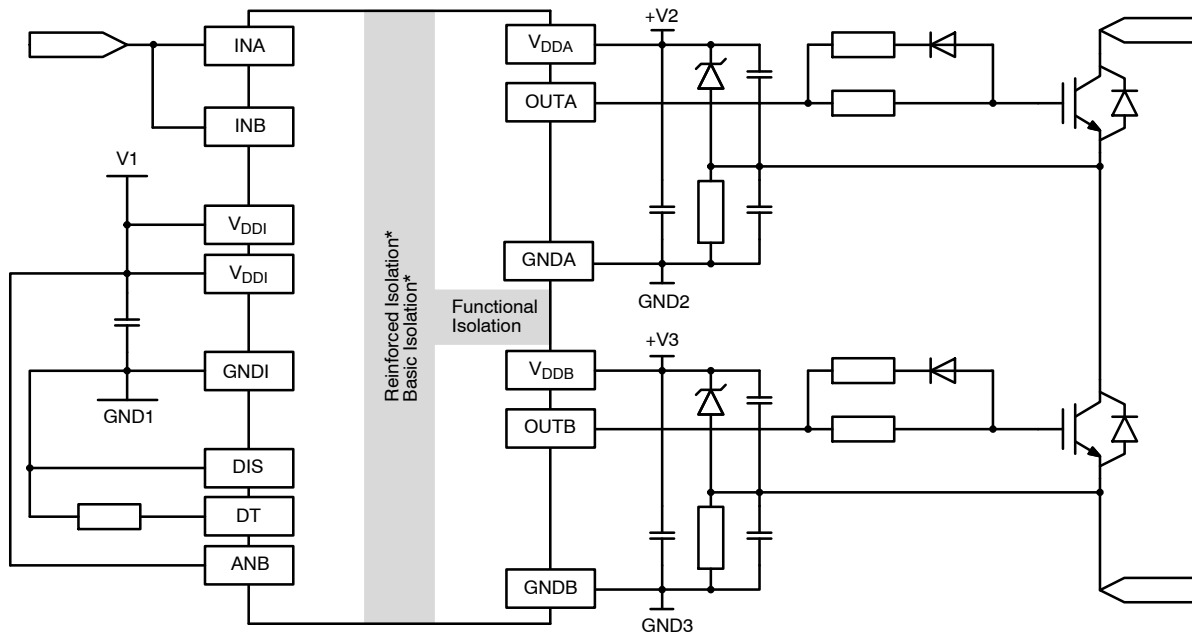 INA
INB
V1
VDDI
VDDI
GNDI
GND1
DIS
DT
ANB
Reinforced Isolation*
Basic Isolation*
Functional
Isolation
VDDA
OUTA
GNDA
VDDB
OUTB
GNDB
+V2
GND2
+V3
GND3